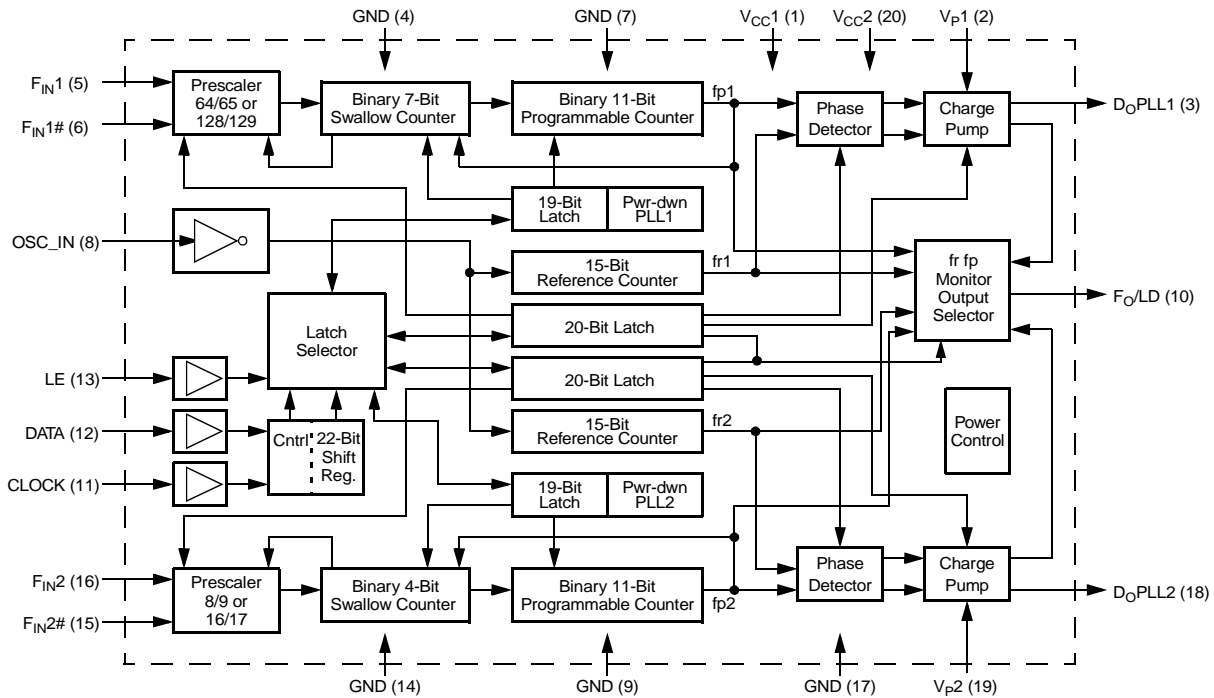 GND (4)
GND (7)
VCC1 (1)
VCC2 (20)
VP1 (2)
FIN1 (5)
FIN1# (6)
Prescaler
64/65 or
128/129
Binary 7-Bit
Swallow Counter
Binary 11-Bit
Programmable Counter
fp1
Phase
Detector
Charge
Pump
DOPLL1 (3)
19-Bit
Latch
Pwr-dwn
PLL1
OSC_IN (8)
15-Bit
Reference Counter
fr1
fr fp
Monitor
Output
Selector
FO/LD (10)
Latch
Selector
20-Bit Latch
20-Bit Latch
LE (13)
DATA (12)
CLOCK (11)
Cntrl
22-Bit
Shift
Reg.
15-Bit
Reference Counter
fr2
Power
Control
19-Bit
Latch
Pwr-dwn
PLL2
FIN2 (16)
FIN2# (15)
Prescaler
8/9 or
16/17
Binary 4-Bit
Swallow Counter
Binary 11-Bit
Programmable Counter
fp2
Phase
Detector
Charge
Pump
DOPLL2 (18)
GND (14)
GND (9)
GND (17)
VP2 (19)